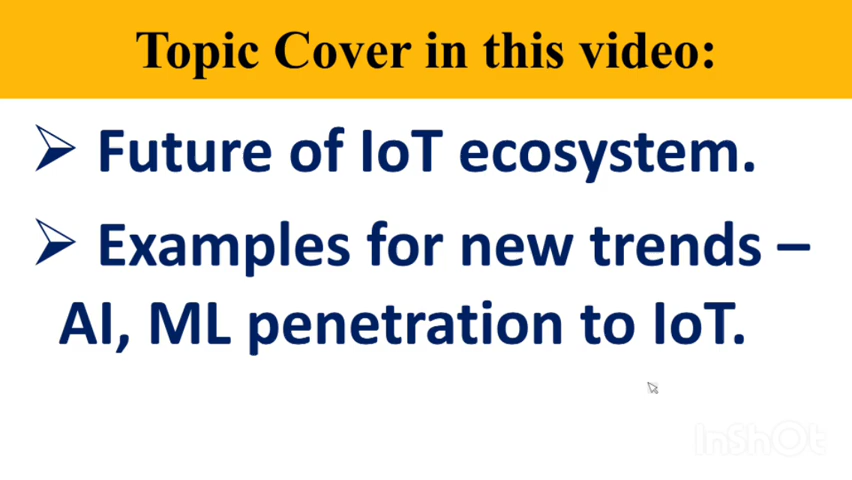 Topic Cover in this video:
Future of IoT ecosystem.
Examples for new trends –
AI, ML penetration to IoT.
InShOt